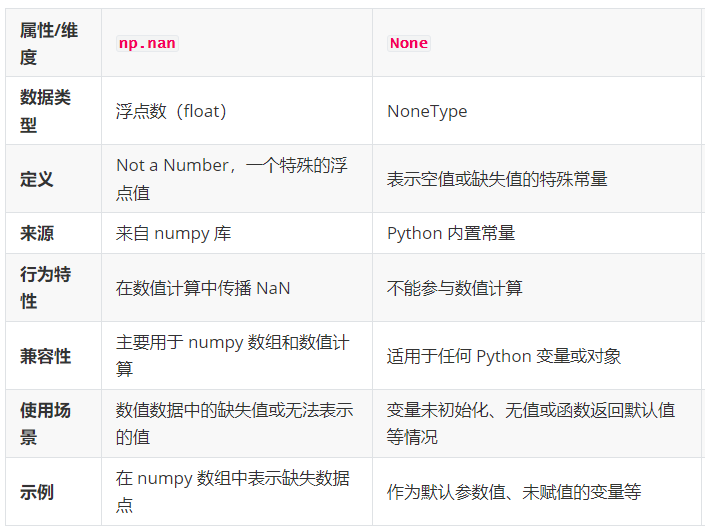 属性/维
度
np.nan
None
数据类
型
浮点数（float）
NoneType
定义
Not a Number，一个特殊的浮
点值
表示空值或缺失值的特殊常量
来源
来自 numpy 库
Python 内置常量
行为特
性
在数值计算中传播 NaN
不能参与数值计算
兼容性
主要用于 numpy 数组和数值计
算
适用于任何 Python 变量或对象
使用场
景
数值数据中的缺失值或无法表示
的值
变量未初始化、无值或函数返回默认值
等情况
示例
在 numpy 数组中表示缺失数据
点
作为默认参数值、未赋值的变量等